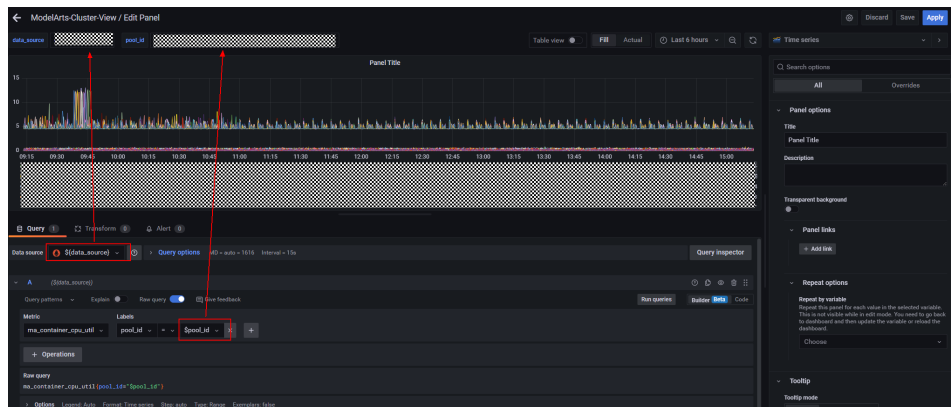 ModelArts-Cluster-View / Edit Panel
Discard Save Apply
data_source pool_id
Table view Fill Actual Last 6 hours
Time series
Panel Title
15
10
5
0
09:15 09:30 09:45 10:00 10:15 10:30 10:45 11:00 11:15 11:30 11:45 12:00 12:15 12:30 12:45 13:00 13:15 13:30 13:45 14:00 14:15 14:30 14:45 15:00
Query 1 Transform 0 Alert 0
Data source ${data_source} > Query options MD = auto = 1616 Interval = 15s Query inspector
A (${data_source})
Query patterns Explain Raw query Give feedback Run queries Builder Beta Code
Metric Labels
ma_container_cpu_util pool_id = $pool_id x +
+ Operations
Raw query
ma_container_cpu_util{pool_id="$pool_id"}
> Options Legend: Auto Format: Time series Step: auto Type: Range Exemplars: false
Search options
All Overrides
Panel options
Title
Panel Title
Description
Transparent background
Panel links
+ Add link
Repeat options
Repeat by variable
Repeat this panel for each value in the selected variable.
This is not visible while in edit mode. You need to go back
to dashboard and then update the variable or reload the
dashboard.
Choose
Tooltip
Tooltip mode